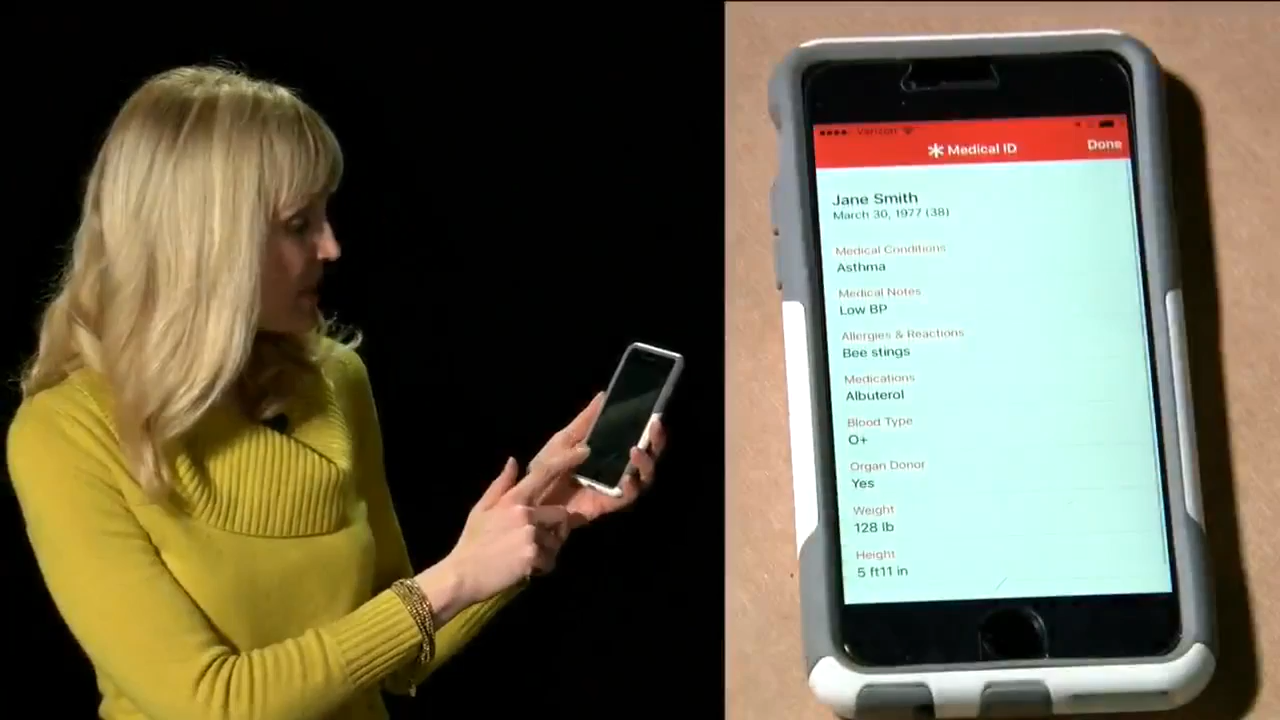 Verizon
Medical ID
Done
Jane Smith
March 30, 1977 (38)
Medical Conditions
Asthma
Medical Notes
Low BP
Allergies & Reactions
Bee stings
Medications
Albuterol
Blood Type
O+
Organ Donor
Yes
Weight
128 lb
Height
5 ft11 in